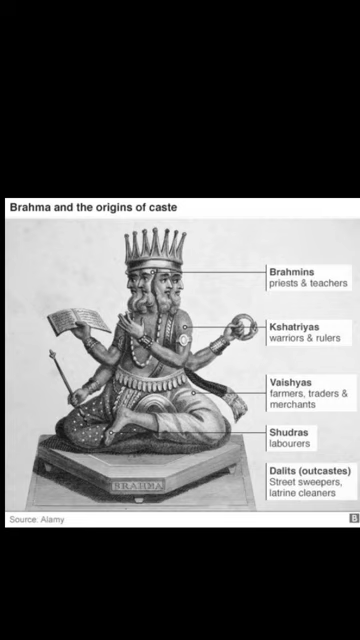 Brahma and the origins of caste
Brahmins
priests & teachers
Kshatriyas
warriors & rulers
Vaishyas
farmers, traders &
merchants
Shudras
labourers
Dalits (outcastes)
Street sweepers,
latrine cleaners
BRAHMA
Source: Alamy
B